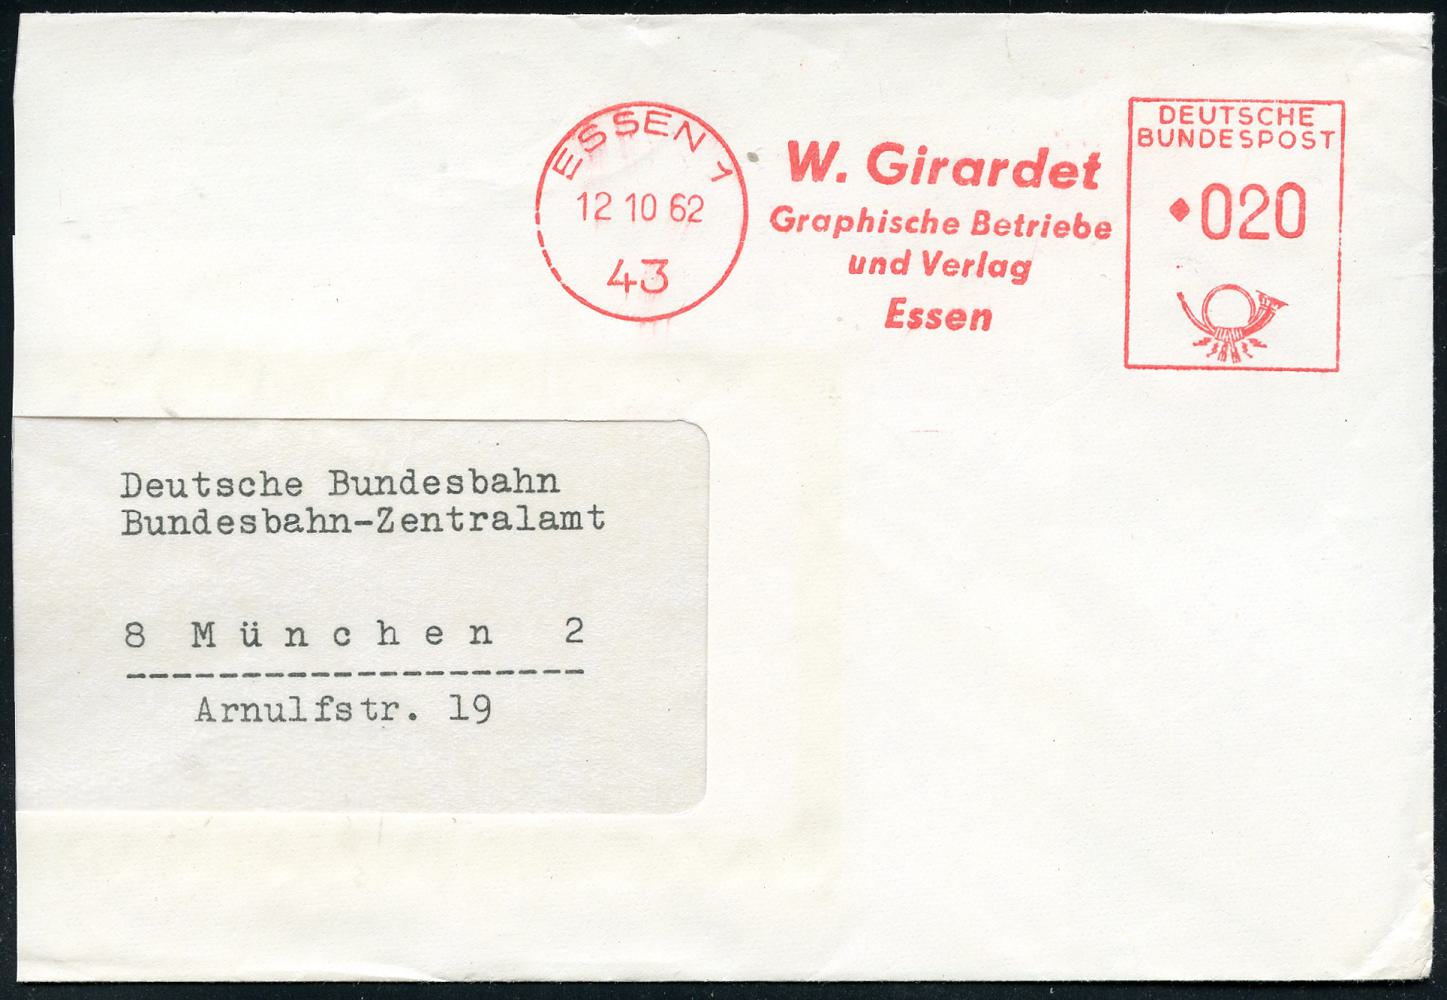 ESSEN 1
12 10 62
43
W. Girardet
Graphische Betriebe
und Verlag
Essen
DEUTSCHE
BUNDESPOST
020
Deutsche Bundesbahn
Bundesbahn-Zentralamt
8 München 2
--------------------
Arnulfstr. 19